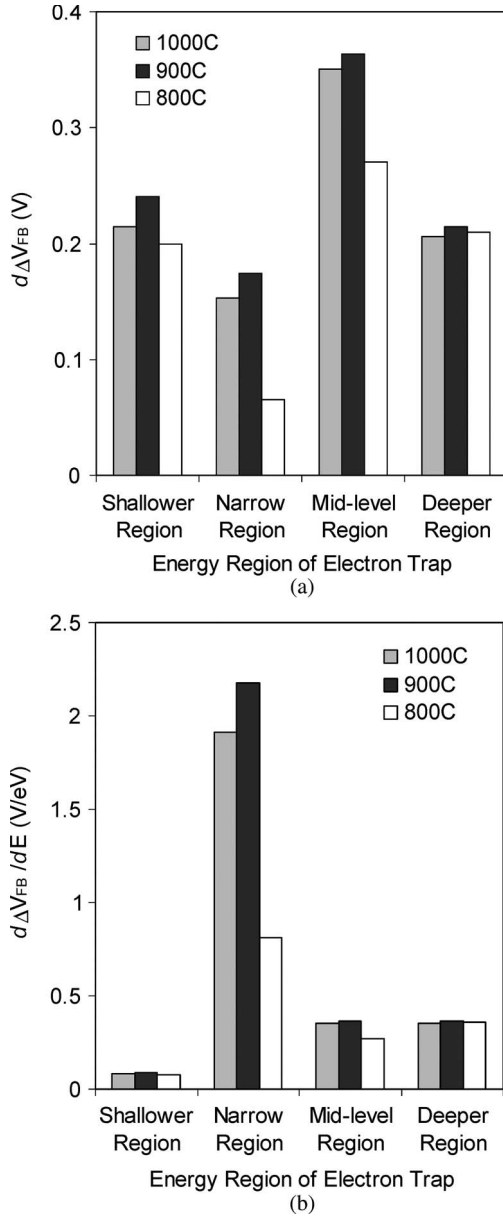 0.4
1000C
900C
800C
0.3
0.2
0.1
0
dΔVFB (V)
Shallower Region
Narrow Region
Mid-level Region
Deeper Region
Energy Region of Electron Trap
(a)
2.5
1000C
900C
800C
2
1.5
1
0.5
0
dΔVFB /dE (V/eV)
Shallower Region
Narrow Region
Mid-level Region
Deeper Region
Energy Region of Electron Trap
(b)